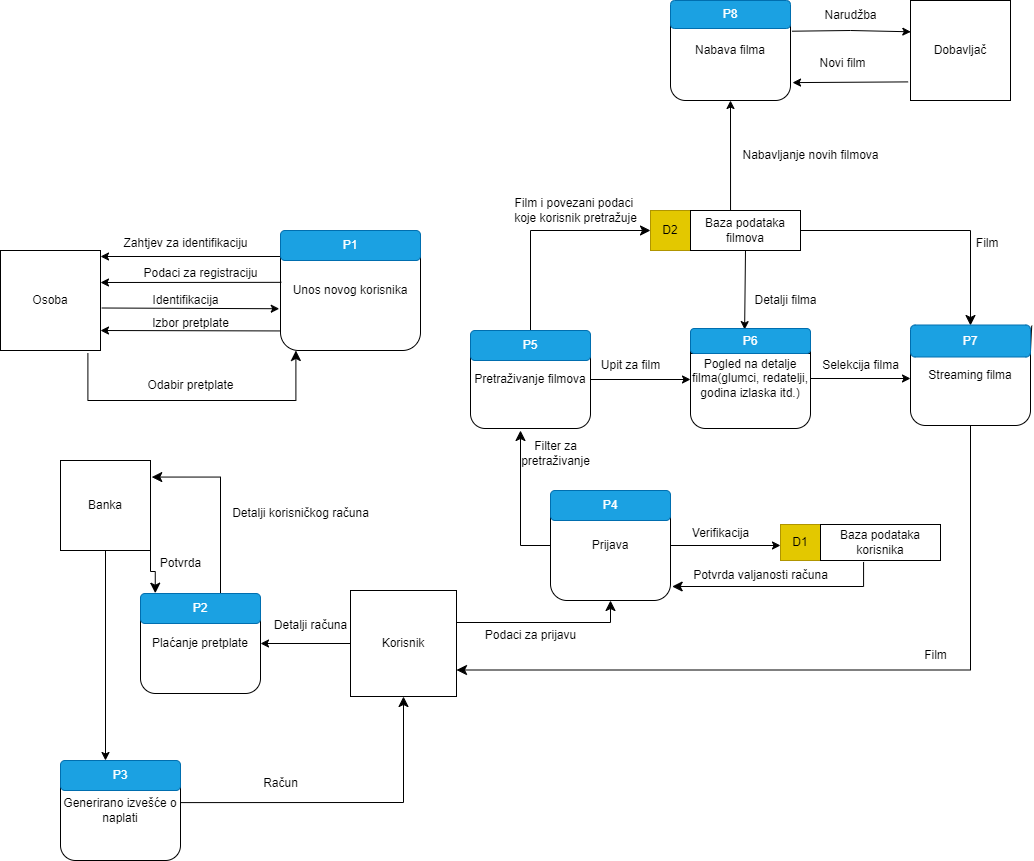 P8
Nabava filma
Narudžba
Novi film
Dobavljač
Nabavljanje novih filmova
Film i povezani podaci
koje korisnik pretražuje
D2
Baza podataka
filmova
Film
Detalji filma
Zahtjev za identifikaciju
Podaci za registraciju
Identifikacija
Izbor pretplate
Osoba
P1
Unos novog korisnika
Odabir pretplate
P5
Pretraživanje filmova
Upit za film
P6
Pogled na detalje
filma(glumci, redatelji,
godina izlaska itd.)
Selekcija filma
P7
Streaming filma
Filter za
pretraživanje
Banka
Detalji korisničkog računa
Potvrda
P4
Prijava
Verifikacija
D1
Baza podataka
korisnika
Potvrda valjanosti računa
P2
Plaćanje pretplate
Detalji računa
Korisnik
Podaci za prijavu
Film
P3
Generirano izvešće o
naplati
Račun